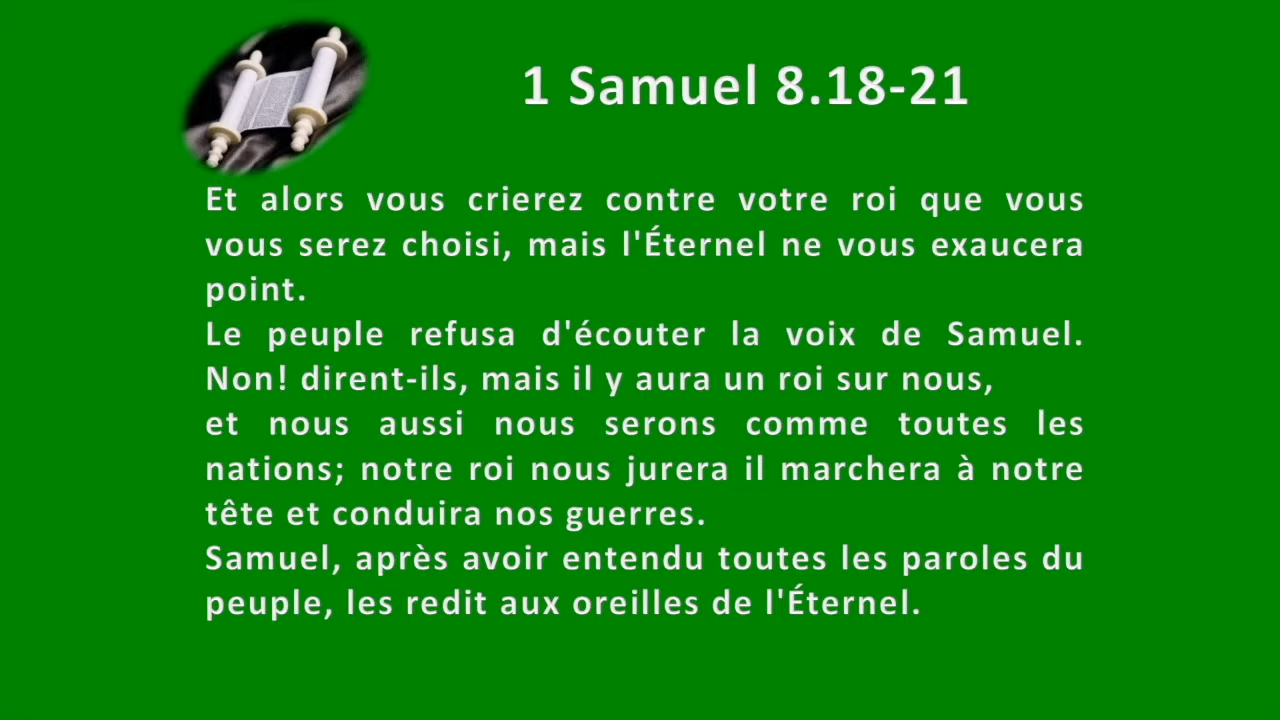 1 Samuel 8.18-21
Et alors vous crierez contre votre roi que vous
vous serez choisi, mais l'Éternel ne vous exaucera
point.
Le peuple refusa d'écouter la voix de Samuel.
Non! dirent-ils, mais il y aura un roi sur nous,
et nous aussi nous serons comme toutes les
nations; notre roi nous jurera il marchera à notre
tête et conduira nos guerres.
Samuel, après avoir entendu toutes les paroles du
peuple, les redit aux oreilles de l'Éternel.